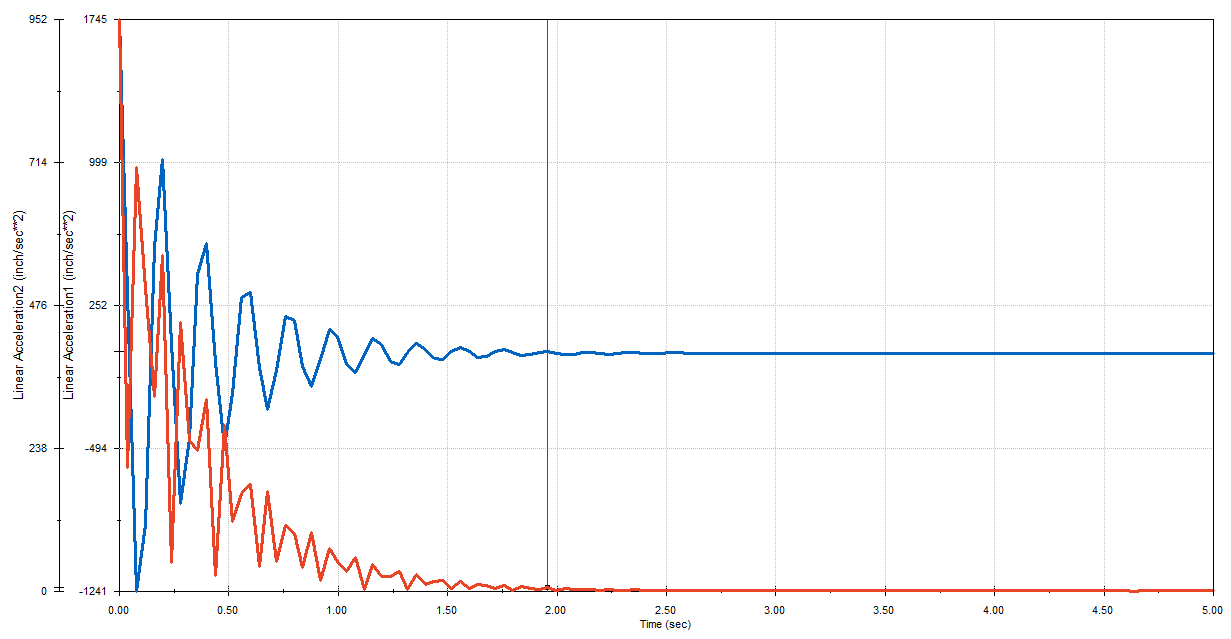 952
1745
714
999
476
252
238
-494
0
-1241
Linear Acceleration2 (inch/sec**2)
Linear Acceleration1 (inch/sec**2)
0.00 0.50 1.00 1.50 2.00 2.50 3.00 3.50 4.00 4.50 5.00
Time (sec)